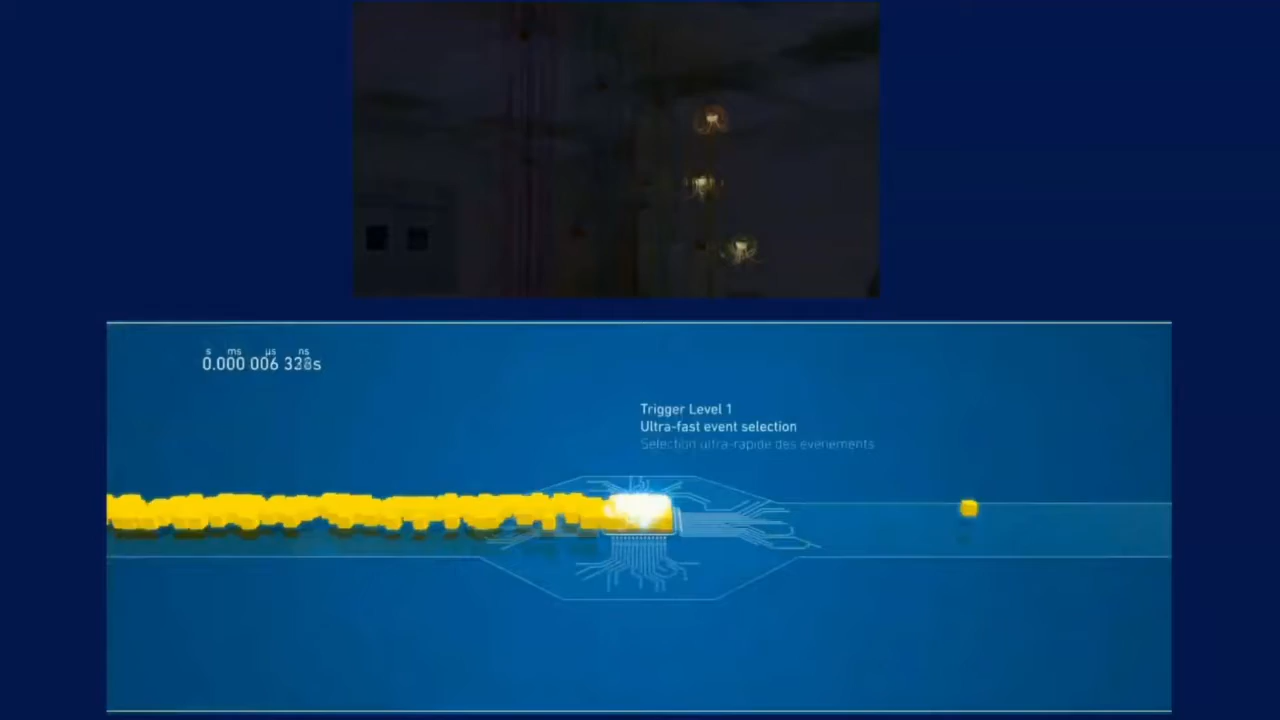 s ms μs ns
Trigger Level 1
Ultra-fast event selection
Sélection ultra-rapide des événements